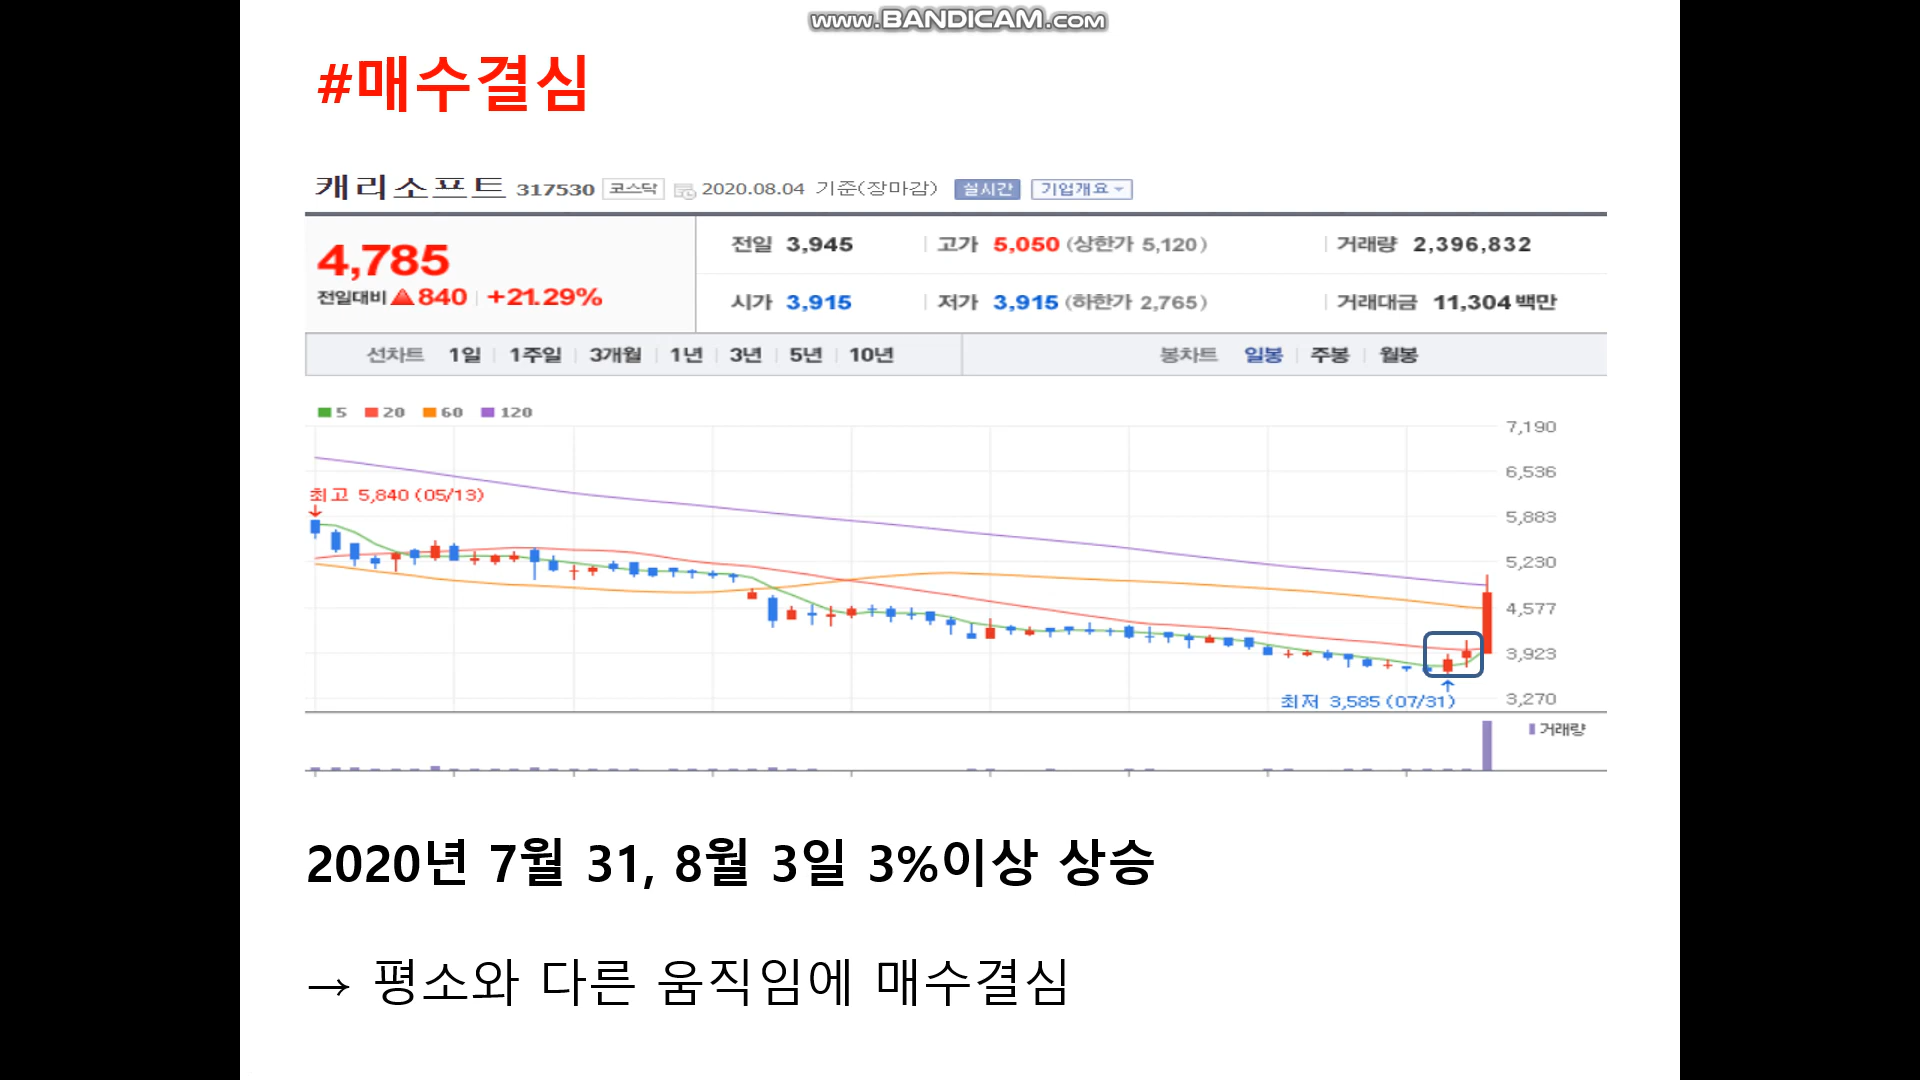 www.BANDICAM.com
#매수결심
캐리소프트 317530 코스닥 2020.08.04 기준(장마감) 실시간 기업개요
4,785
전일대비 ▲ 840 +21.29%
전일 3,945 고가 5,050 (상한가 5,120) 거래량 2,396,832
시가 3,915 저가 3,915 (하한가 2,765) 거래대금 11,304 백만
선차트 1일 1주일 3개월 1년 3년 5년 10년 봉차트 일봉 주봉 월봉
5 20 60 120
7,190
6,536
최고 5,840 (05/13)
5,883
5,230
4,577
3,923
최저 3,585 (07/31)
3,270
거래량
2020년 7월 31, 8월 3일 3%이상 상승
→ 평소와 다른 움직임에 매수결심